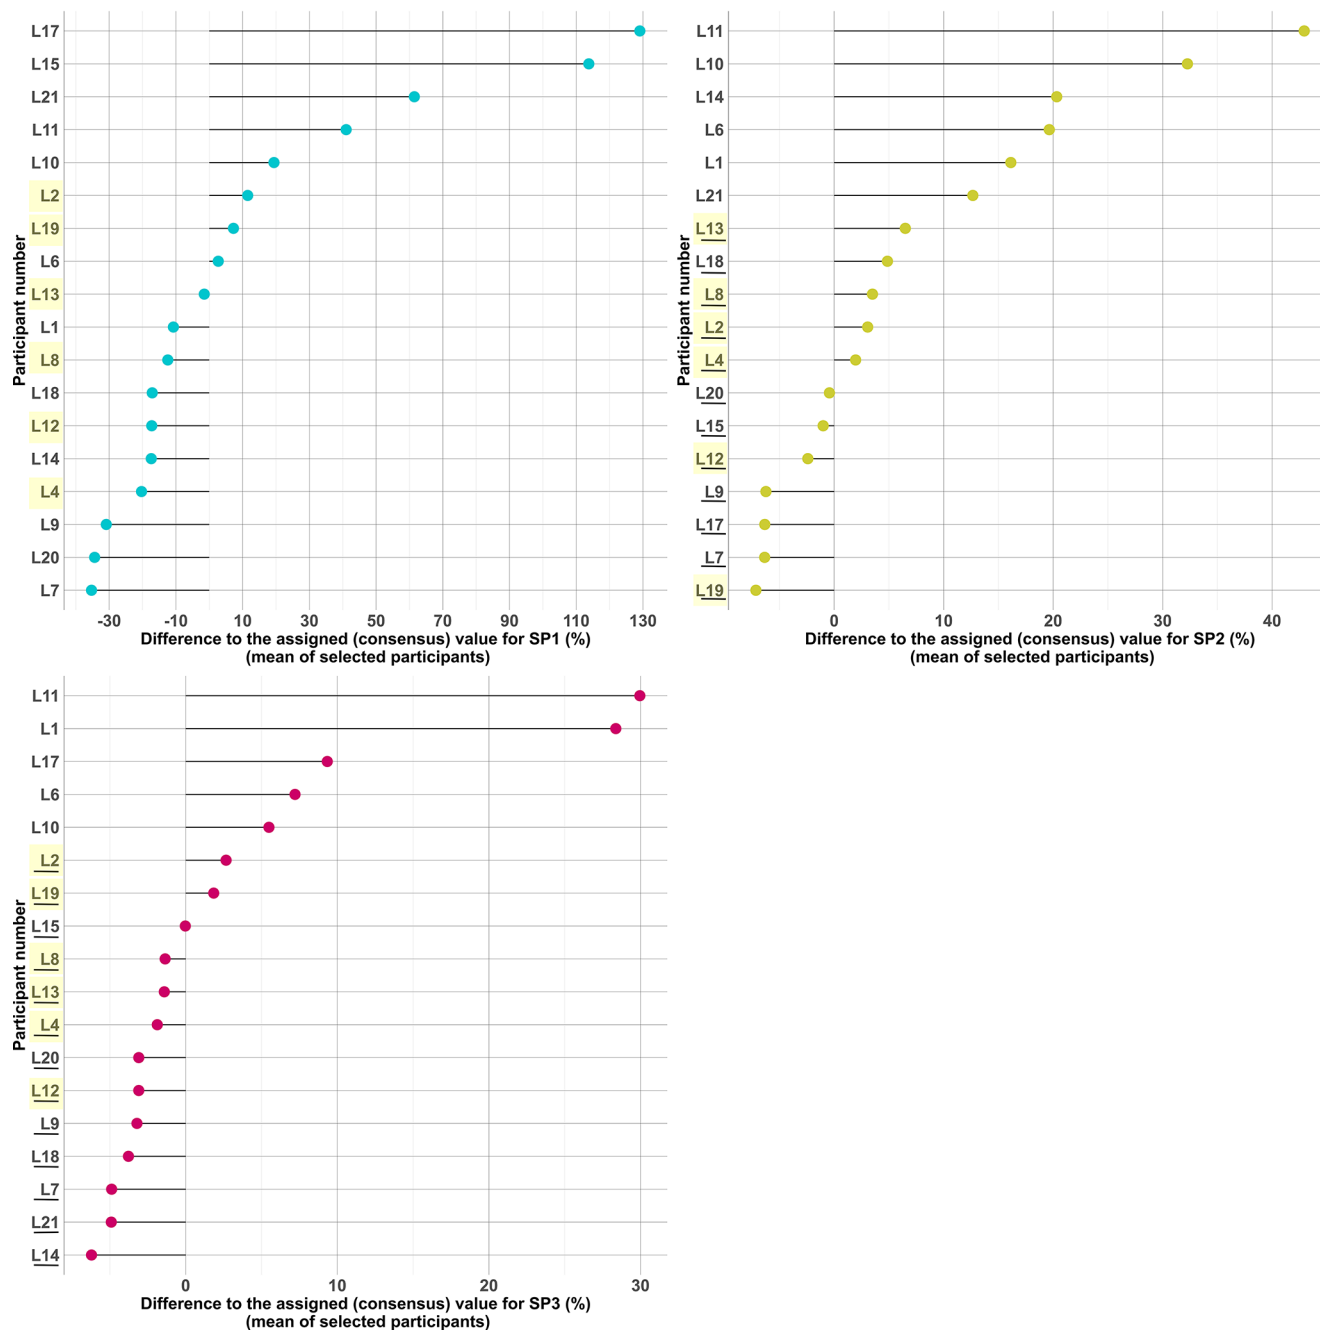 Participant number
L17
L15
L21
L11
L10
L2
L19
L6
L13
L1
L8
L18
L12
L14
L4
L9
L20
L7
-30 -10 10 30 50 70 90 110 130
Difference to the assigned (consensus) value for SP1 (%)
(mean of selected participants)
Participant number
L11
L10
L14
L6
L1
L21
L13
L18
L8
L2
L4
L20
L15
L12
L9
L17
L7
L19
0 10 20 30 40
Difference to the assigned (consensus) value for SP2 (%)
(mean of selected participants)
Participant number
L11
L1
L17
L6
L10
L2
L19
L15
L8
L13
L4
L20
L12
L9
L18
L7
L21
L14
0 10 20 30
Difference to the assigned (consensus) value for SP3 (%)
(mean of selected participants)